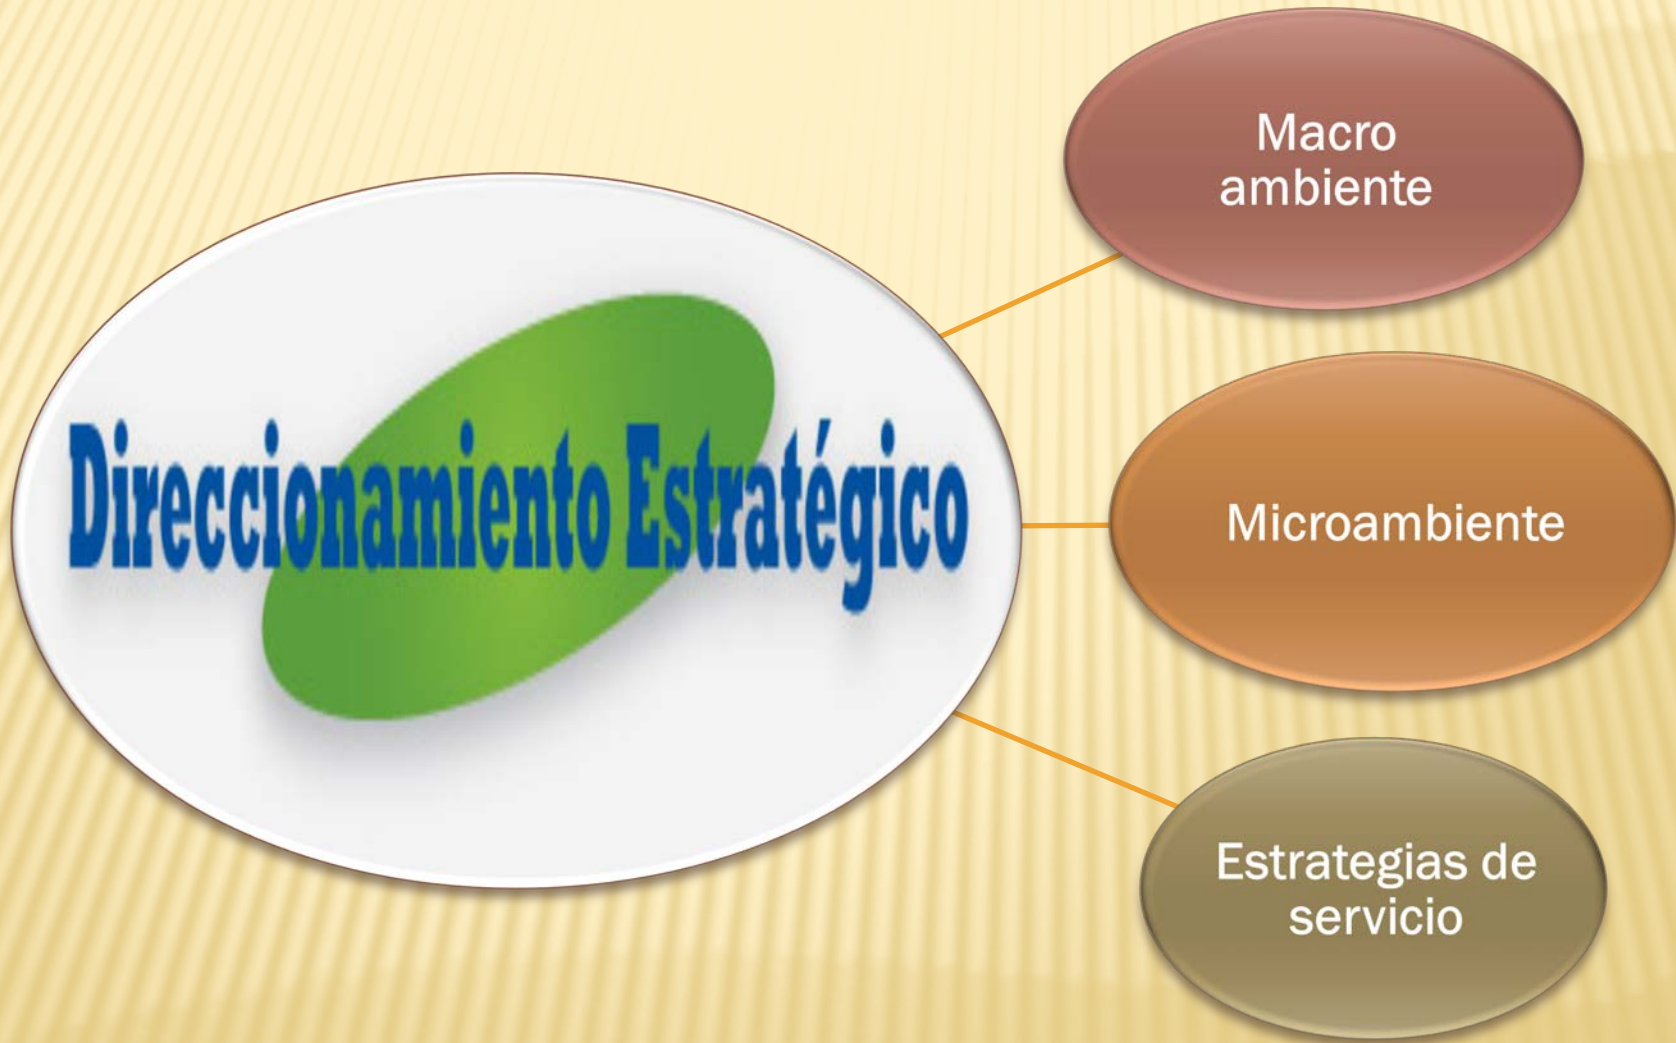 Direccionamiento Estratégico
Macro
ambiente
Microambiente
Estrategias de
servicio